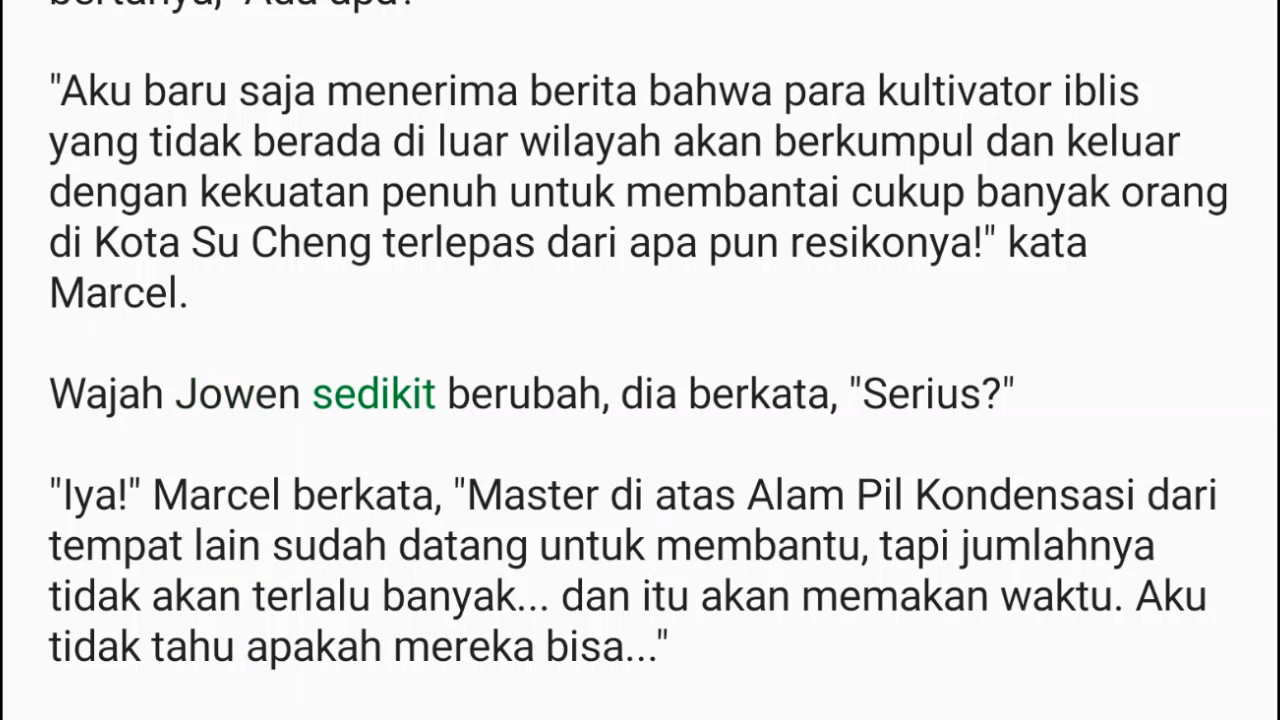 bertanya, "Ada apa?"
"Aku baru saja menerima berita bahwa para kultivator iblis
yang tidak berada di luar wilayah akan berkumpul dan keluar
dengan kekuatan penuh untuk membantai cukup banyak orang
di Kota Su Cheng terlepas dari apa pun resikonya!" kata
Marcel.
Wajah Jowen sedikit berubah, dia berkata, "Serius?"
"Iya!" Marcel berkata, "Master di atas Alam Pil Kondensasi dari
tempat lain sudah datang untuk membantu, tapi jumlahnya
tidak akan terlalu banyak... dan itu akan memakan waktu. Aku
tidak tahu apakah mereka bisa..."